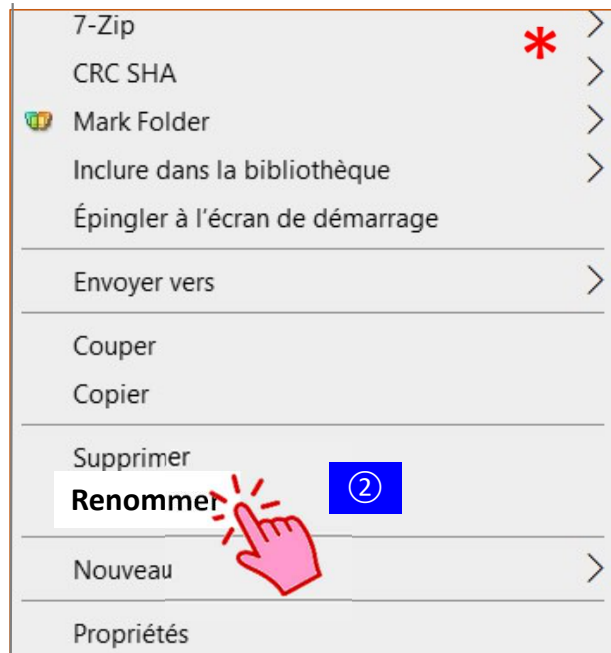 7-Zip
*
CRC SHA
Mark Folder
Inclure dans la bibliothèque
Épingler à l’écran de démarrage
Envoyer vers
Couper
Copier
Supprimer
Renommer
②
Nouveau
Propriétés